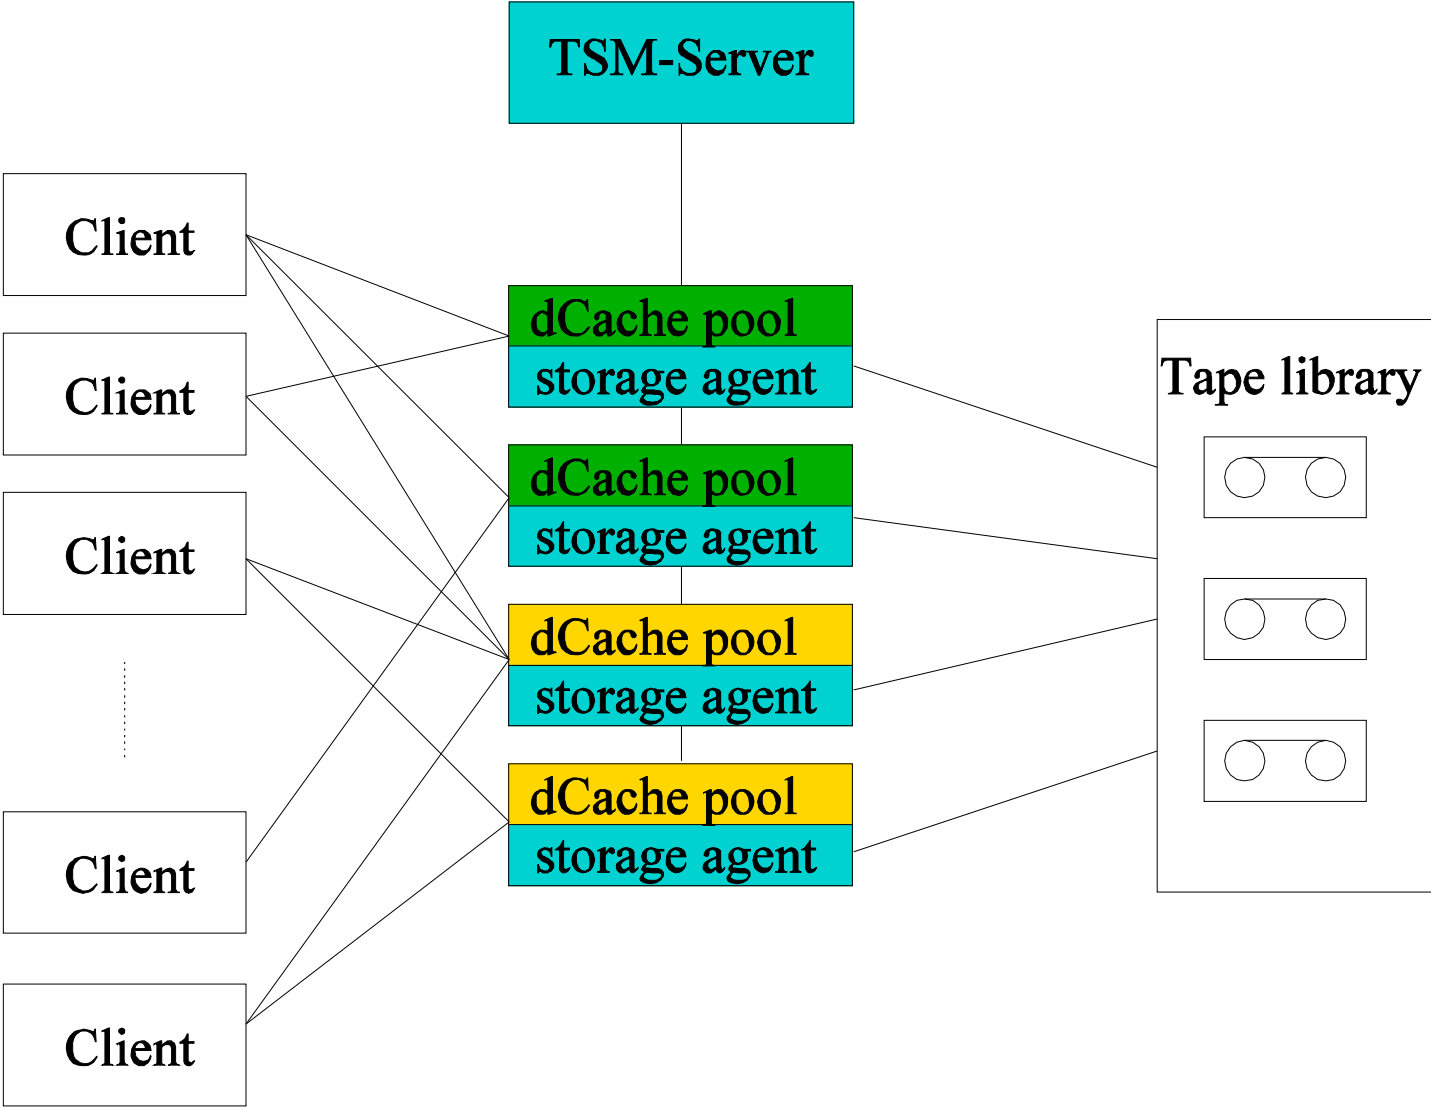 TSM-Server
Client
Client
Client
Client
Client
dCache pool
storage agent
dCache pool
storage agent
dCache pool
storage agent
dCache pool
storage agent
Tape library